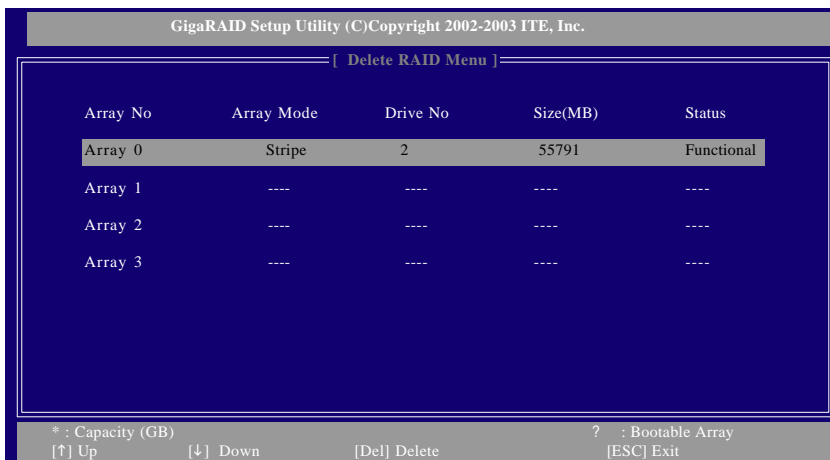 GigaRAID Setup Utility (C)Copyright 2002-2003 ITE, Inc.
[ Delete RAID Menu ]
Array No Array Mode Drive No Size(MB) Status
Array 0 Stripe 2 55791 Functional
Array 1 ---- ---- ---- ----
Array 2 ---- ---- ---- ----
Array 3 ---- ---- ---- ----
* : Capacity (GB) ? : Bootable Array
[↑] Up [↓] Down [Del] Delete [ESC] Exit